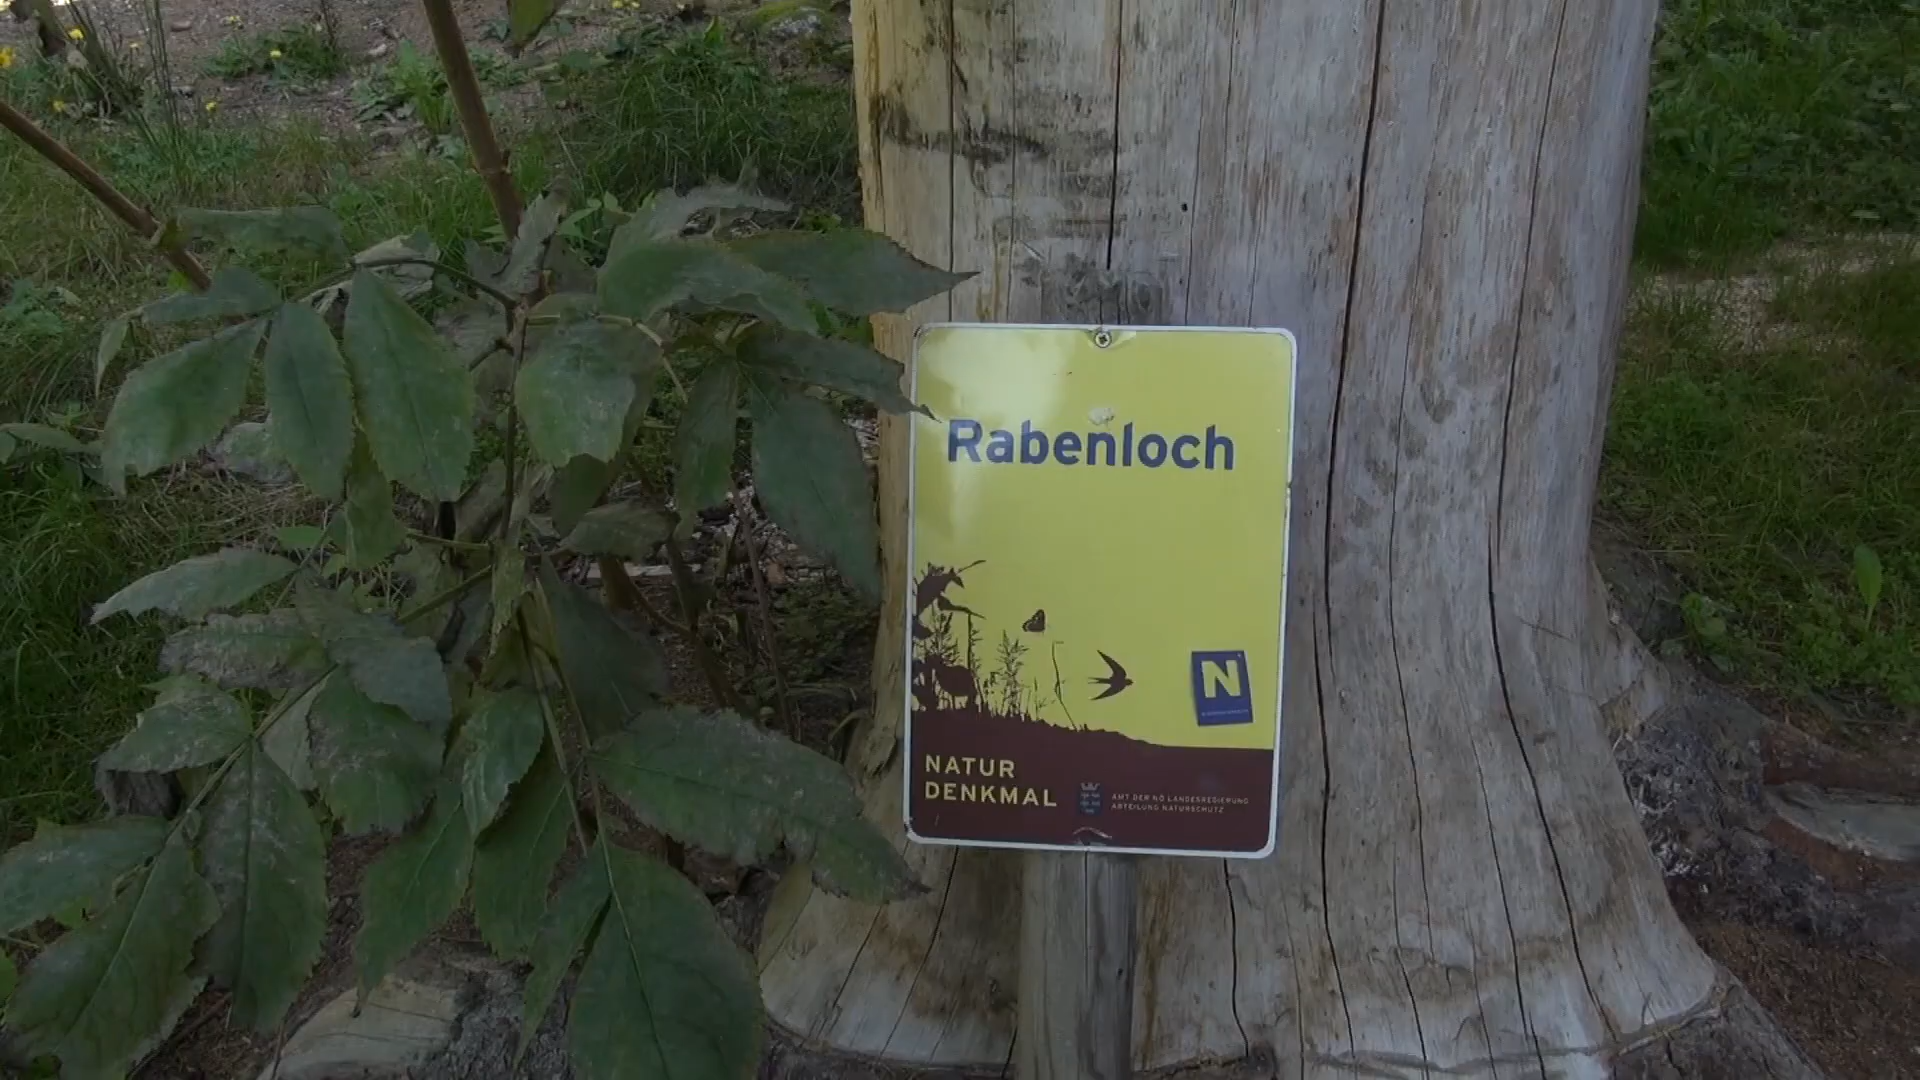 Rabenloch
N
NATUR
DENKMAL
AMT DER NÖ LANDESREGIERUNG
ABTEILUNG NATURSCHUTZ